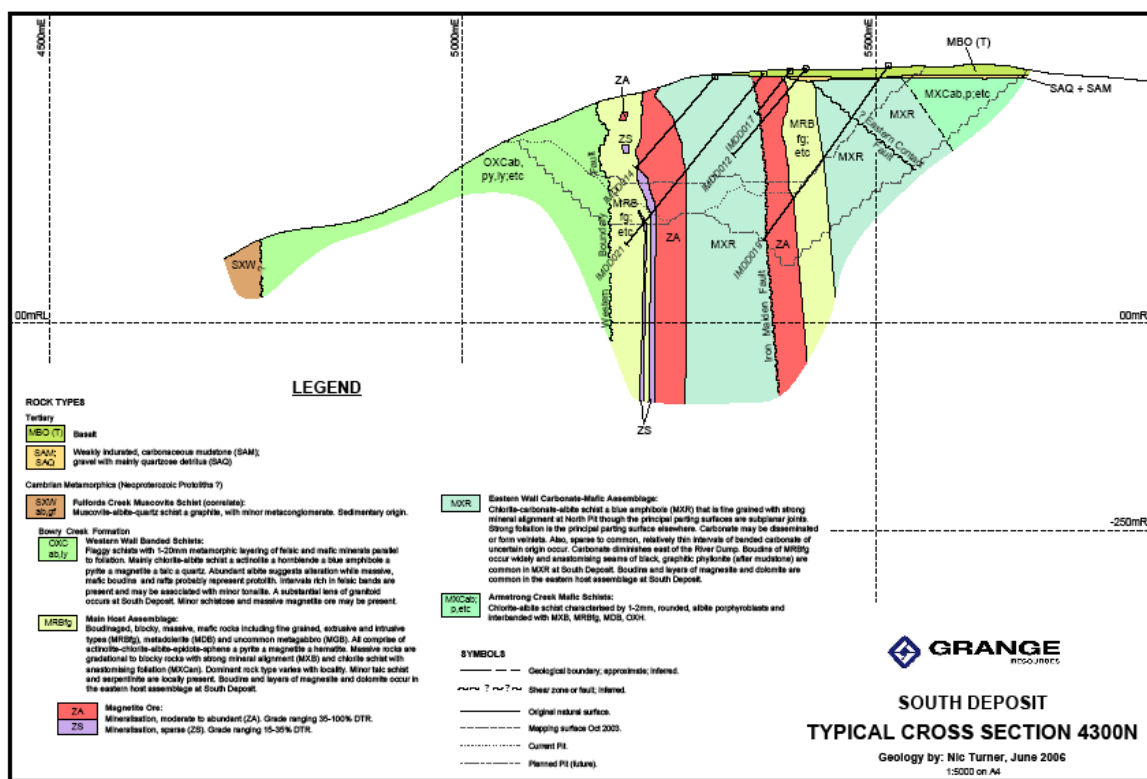 4500mE
5000mE
5500mE
MBO (T)
ZA
SAQ + SAM
MXCab,p;etc
MXR
IMDD017
MRB
fg;
etc
? Eastern Contact
Fault
ZS
MXR
OXCab,
py,ly;etc
Fault
IMDD014
IMDD012
MRB
fg;
etc
Boundary
IMDD021
ZA
MXR
IMDD019
ZA
SXW
?
Western
Iron Maiden Fault
00mRL
00mR
ZS
-250mR
LEGEND
ROCK TYPES
Tertiary
MBO (T) Basalt
SAM;
SAQ
Weakly indurated, carbonaceous mudstone (SAM);
gravel with mainly quartzose detritus (SAQ)
Cambrian Metamorphics (Neoproterozoic Protoliths ?)
SXW
ab,gf
Fulfords Creek Muscovite Schist (correlate):
Muscovite-albite-quartz schist ± graphite, with minor metaconglomerate. Sedimentary origin.
Bowry Creek Formation
OXC
ab,ly
Western Wall Banded Schists:
Flaggy schists with 1-20mm metamorphic layering of felsic and mafic minerals parallel
to foliation. Mainly chlorite-albite schist ± actinolite ± hornblende ± blue amphibole ±
pyrite ± magnetite ± talc ± quartz. Abundant albite suggests alteration while massive,
mafic boudins and rafts probably represent protolith. Intervals rich in felsic bands are
present and may be associated with minor tonalite. A substantial lens of granitoid
occurs at South Deposit. Minor schistose and massive magnetite ore may be present.
MRBfg
Main Host Assemblage:
Boudinaged, blocky, massive, mafic rocks including fine grained, extrusive and intrusive
types (MRBfg), metadolerite (MDB) and uncommon metagabbro (MGB). All comprise of
actinolite-chlorite-albite-epidote-sphene ± pyrite ± magnetite ± hematite. Massive rocks are
gradational to blocky rocks with strong mineral alignment (MXB) and chlorite schist with
anastomising foliation (MXCan). Dominant rock type varies with locality. Minor talc schist
and serpentinite are locally present. Boudins and layers of magnesite and dolomite occur in
the eastern host assemblage at South Deposit.
ZA
ZS
Magnetite Ore:
Mineralisation, moderate to abundant (ZA). Grade ranging 35-100% DTR.
Mineralisation, sparse (ZS). Grade ranging 15-35% DTR.
MXR
Eastern Wall Carbonate-Mafic Assemblage:
Chlorite-carbonate-albite schist ± blue amphibole (MXR) that is fine grained with strong
mineral alignment at North Pit though the principal parting surfaces are subplanar joints.
Strong foliation is the principal parting surface elsewhere. Carbonate may be disseminated
or form veinlets. Also, sparse to common, relatively thin intervals of banded carbonate of
uncertain origin occur. Carbonate diminishes east of the River Dump. Boudins of MRBfg
occur widely and anastomising seams of black, graphitic phyllonite (after mudstone) are
common in MXR at South Deposit. Boudins and layers of magnesite and dolomite are
common in the eastern host assemblage at South Deposit.
MXCab;
p,etc
Armstrong Creek Mafic Schists:
Chlorite-albite schist characterised by 1-2mm, rounded, albite porphyroblasts and
interbanded with MXB, MRBfg, MDB, OXH.
SYMBOLS
Geological boundary; approximate; inferred.
? ? Shear zone or fault; inferred.
Original natural surface.
Mapping surface Oct 2003.
Current Pit.
Planned Pit (future).
GRANGE
RESOURCES
SOUTH DEPOSIT
TYPICAL CROSS SECTION 4300N
Geology by: Nic Turner, June 2006
1:5000 on A4